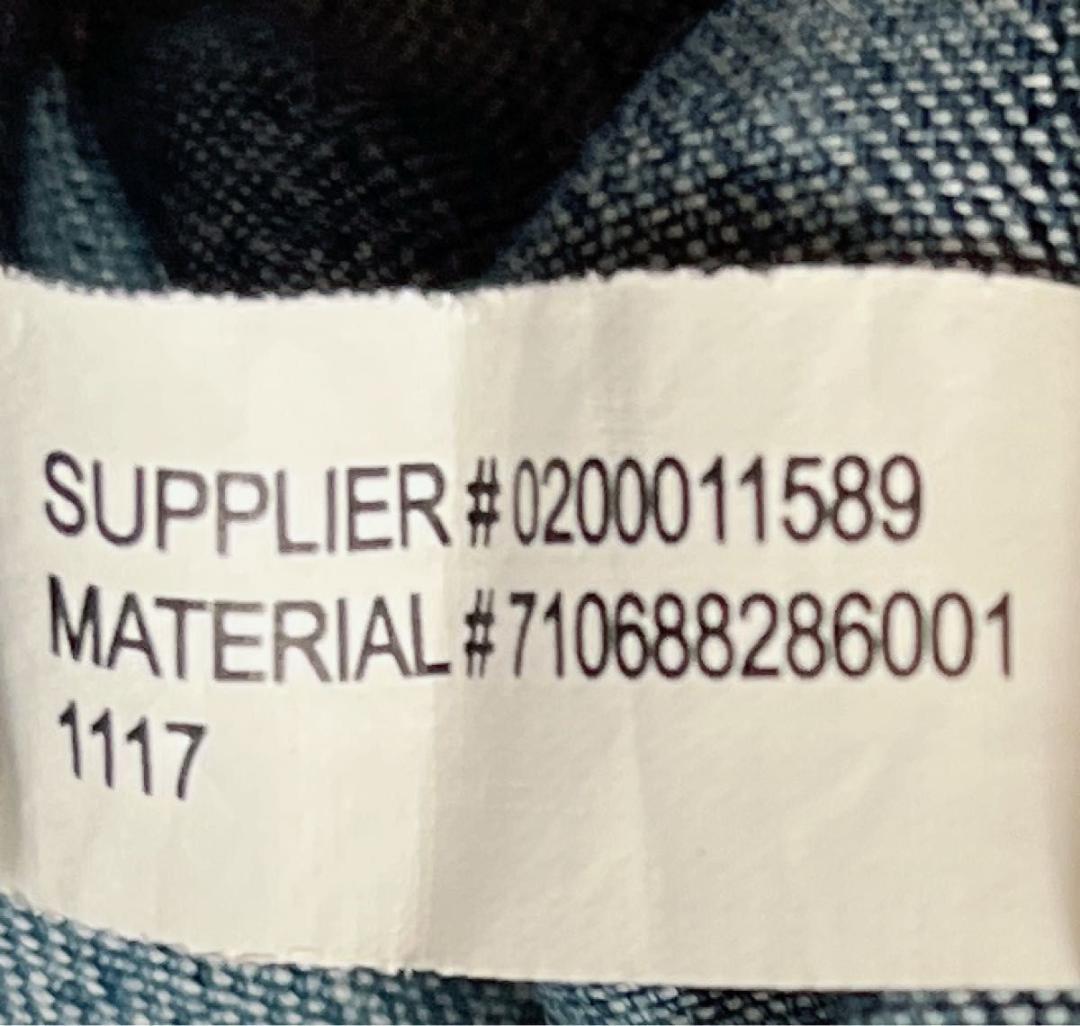 SUPPLIER #0200011589
MATERIAL #710688286001
1117